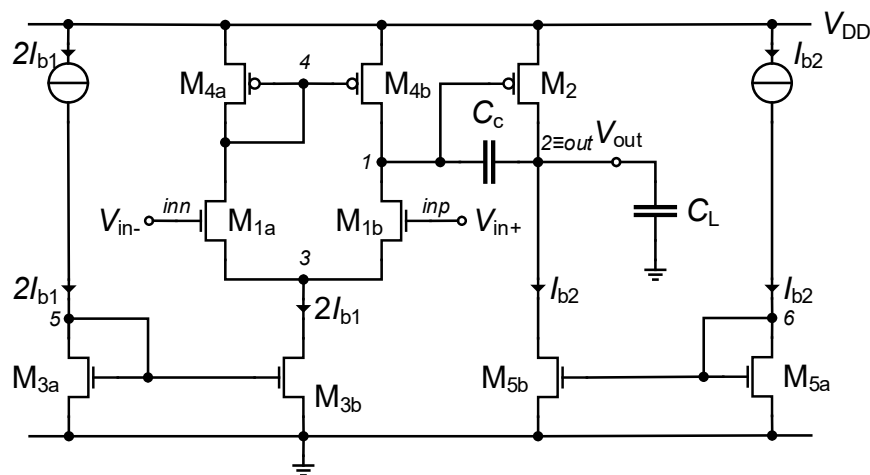 V_DD
2I_b1
4
I_b2
M_4a
M_4b
M_2
C_c
1
2≡out
V_out
V_in-
inn
M_1a
M_1b
inp
V_in+
C_L
3
2I_b1
2I_b1
I_b2
I_b2
5
6
M_3a
M_3b
M_5b
M_5a